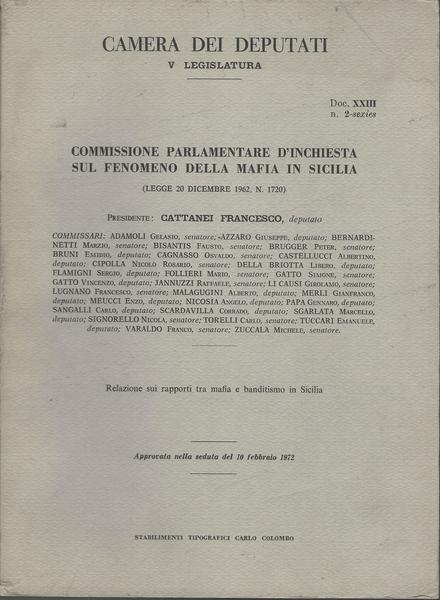 CAMERA DEI DEPUTATI
V LEGISLATURA
Doc. XXIII
n. 2-sexies
COMMISSIONE PARLAMENTARE D'INCHIESTA
SUL FENOMENO DELLA MAFIA IN SICILIA
(LEGGE 20 DICEMBRE 1962, N. 1720)
PRESIDENTE: CATTANEI FRANCESCO, deputato
COMMISSARI: ADAMOLI GELASIO, senatore; AZZARO GIUSEPPE, deputato; BERNARDI-
NETTI MARZIO, senatore; BISANTIS FAUSTO, senatore; BRUGGER PETER, senatore;
BRUNI EMIDIO, deputato; CAGNASSO OSVALDO, senatore; CASTELLUCCI ALBERTINO,
deputato; CIPOLLA NICOLÒ ROSARIO, senatore; DELLA BRIOTTA LIBERO, deputato;
FLAMIGNI SERGIO, deputato; FOLLIERI MARIO, senatore; GATTO SIMONE, senatore;
GATTO VINCENZO, deputato; JANNUZZI RAFFAELE, senatore; LI CAUSI GIROLAMO, senatore;
LUGNANO FRANCESCO, senatore; MALAGUGINI ALBERTO, deputato; MERLI GIANFRANCO,
deputato; MEUCCI ENZO, deputato; NICOSIA ANGELO, deputato; PAPA GENNARO, deputato;
SANGALLI CARLO, deputato; SCARDAVILLA CORRADO, deputato; SGARLATA MARCELLO,
deputato; SIGNORELLO NICOLA, senatore; TORELLI CARLO, senatore; TUCCARI EMANUELE,
deputato; VARALDO FRANCO, senatore; ZUCCALÀ MICHELE, senatore.
Relazione sui rapporti tra mafia e banditismo in Sicilia
Approvata nella seduta del 10 febbraio 1972
STABILIMENTI TIPOGRAFICI CARLO COLOMBO